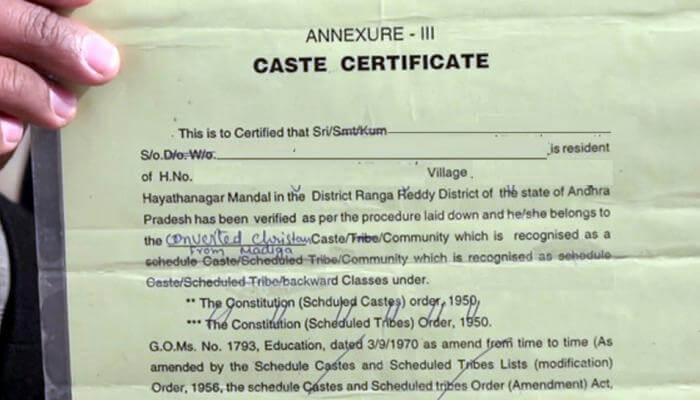 ANNEXURE - III
CASTE CERTIFICATE
This is to Certified that Sri/Smt/Kum
S/o.D/o. W/o. is resident
of H.No. Village
Hayathanagar Mandal in the District Ranga Reddy District of the state of Andhra
Pradesh has been verified as per the procedure laid down and he/she belongs to
the converted christian Caste/Tribe/Community which is recognised as a
from Madiga
schedule Caste/Scheduled Tribe/Community which is recognised as schedule
Caste/Scheduled Tribe/backward Classes under.
** The Constitution (Schduled Castes) order, 1950,
*** The Constitution (Scheduled Tribes) Order, 1950.
G.O.Ms. No. 1793, Education, dated 3/9/1970 as amend from time to time (As
amended by the Schedule Castes and Scheduled Tribes Lists (modification)
Order, 1956, the schedule Castes and Scheduled tribes Order (Amendment) Act,